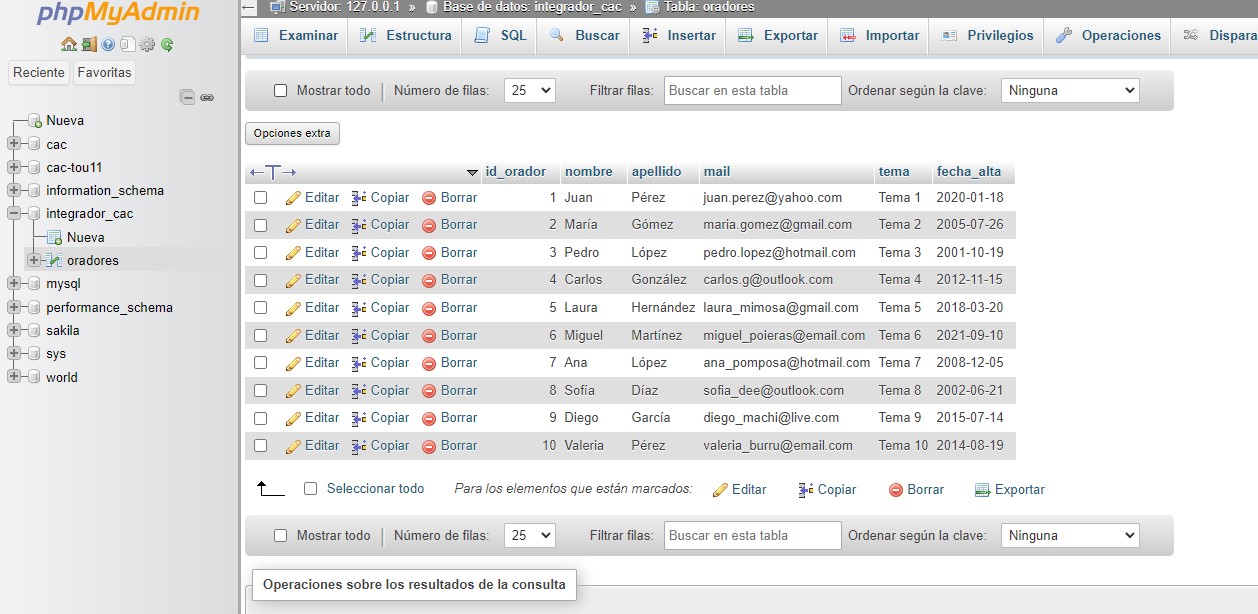 phpMyAdmin
Reciente Favoritas
Nueva
cac
cac-tou11
information_schema
integrador_cac
Nueva
oradores
mysql
performance_schema
sakila
sys
world
Servidor: 127.0.0.1 » Base de datos: integrador_cac » Tabla: oradores
Examinar Estructura SQL Buscar Insertar Exportar Importar Privilegios Operaciones Dispara
Mostrar todo Número de filas: 25 Filtrar filas: Buscar en esta tabla Ordenar según la clave: Ninguna
Opciones extra
←T→ id_orador nombre apellido mail tema fecha_alta
Editar Copiar Borrar 1 Juan Pérez juan.perez@yahoo.com Tema 1 2020-01-18
Editar Copiar Borrar 2 María Gómez maria.gomez@gmail.com Tema 2 2005-07-26
Editar Copiar Borrar 3 Pedro López pedro.lopez@hotmail.com Tema 3 2001-10-19
Editar Copiar Borrar 4 Carlos González carlos.g@outlook.com Tema 4 2012-11-15
Editar Copiar Borrar 5 Laura Hernández laura_mimosa@gmail.com Tema 5 2018-03-20
Editar Copiar Borrar 6 Miguel Martínez miguel_poieras@email.com Tema 6 2021-09-10
Editar Copiar Borrar 7 Ana López ana_pomposa@hotmail.com Tema 7 2008-12-05
Editar Copiar Borrar 8 Sofía Díaz sofia_dee@outlook.com Tema 8 2002-06-21
Editar Copiar Borrar 9 Diego García diego_machi@live.com Tema 9 2015-07-14
Editar Copiar Borrar 10 Valeria Pérez valeria_burru@email.com Tema 10 2014-08-19
Seleccionar todo Para los elementos que están marcados: Editar Copiar Borrar Exportar
Mostrar todo Número de filas: 25 Filtrar filas: Buscar en esta tabla Ordenar según la clave: Ninguna
Operaciones sobre los resultados de la consulta